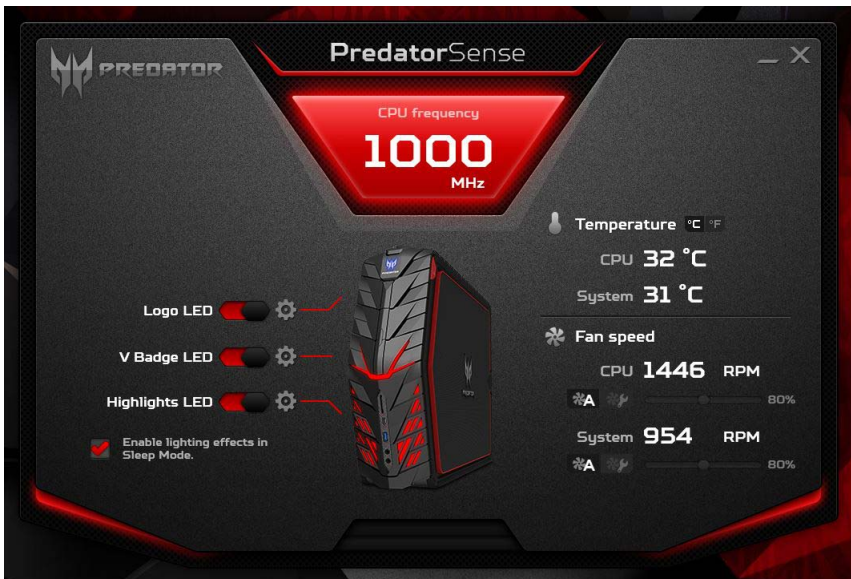 PREDATOR
PredatorSense
CPU frequency
1000
MHz
Temperature °C °F
CPU 32 °C
System 31 °C
Logo LED
V Badge LED
Highlights LED
Enable lighting effects in
Sleep Mode.
Fan speed
CPU 1446 RPM
A 80%
System 954 RPM
A 80%